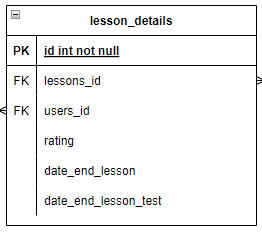 lesson_details
PK id int not null
FK lessons_id
FK users_id
rating
date_end_lesson
date_end_lesson_test